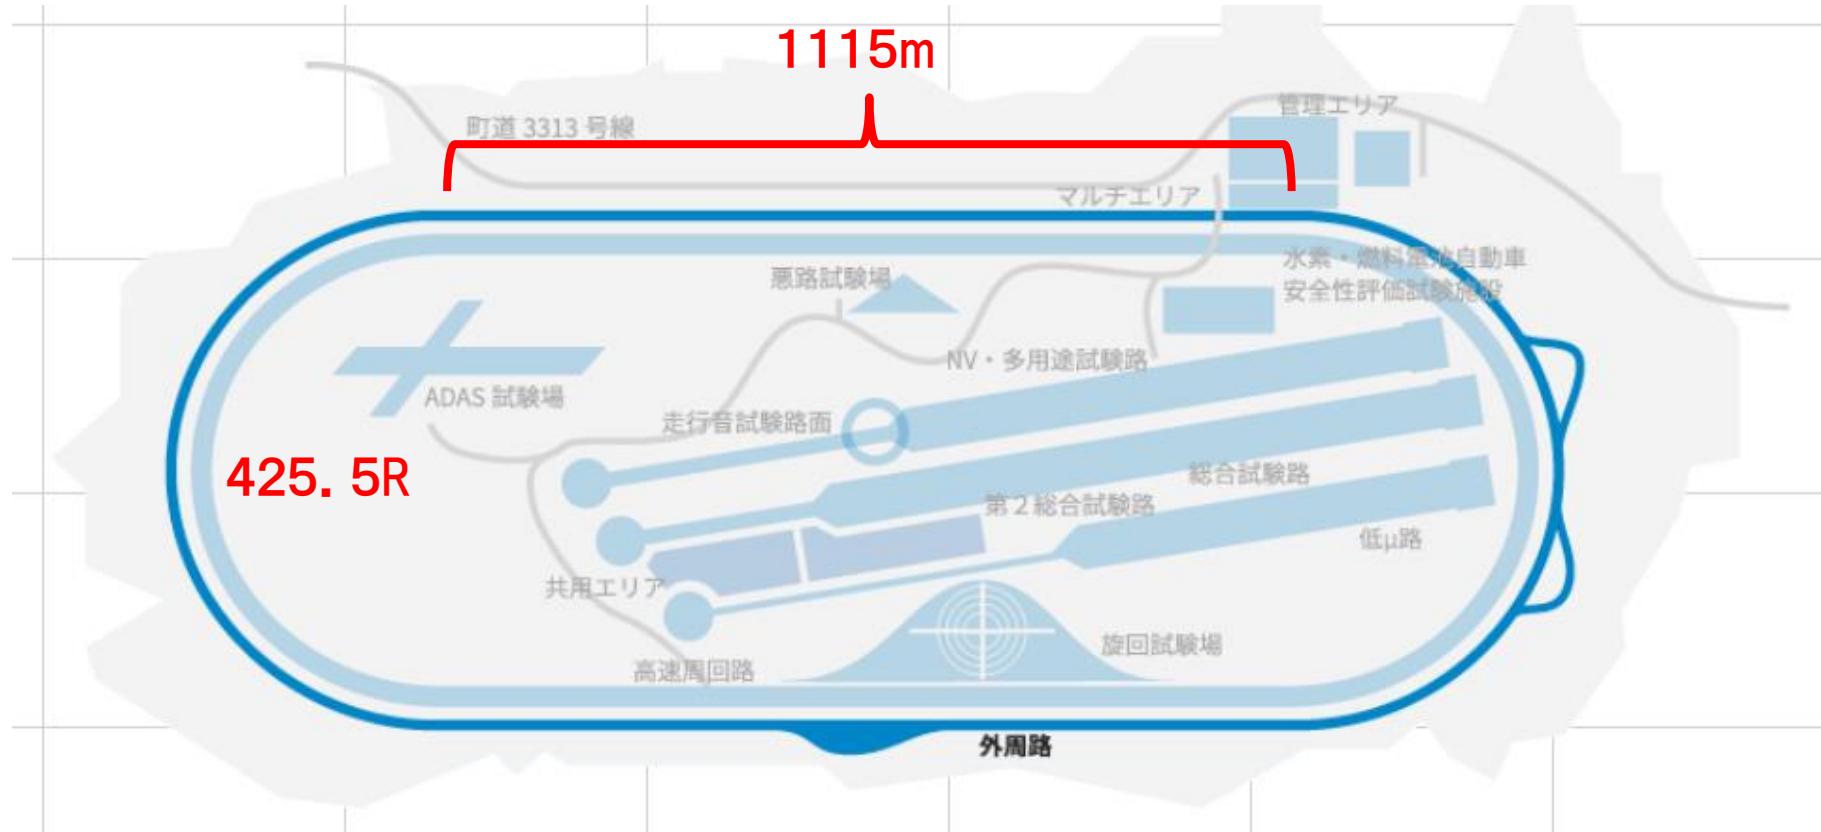 1115m
管理エリア
町道 3313 号線
マルチエリア
水素・燃料電池自動車
安全性評価試験施設
悪路試験場
NV・多用途試験路
ADAS 試験場
走行音試験路面
425.5R
総合試験路
第２総合試験路
低μ路
共用エリア
旋回試験場
高速周回路
外周路